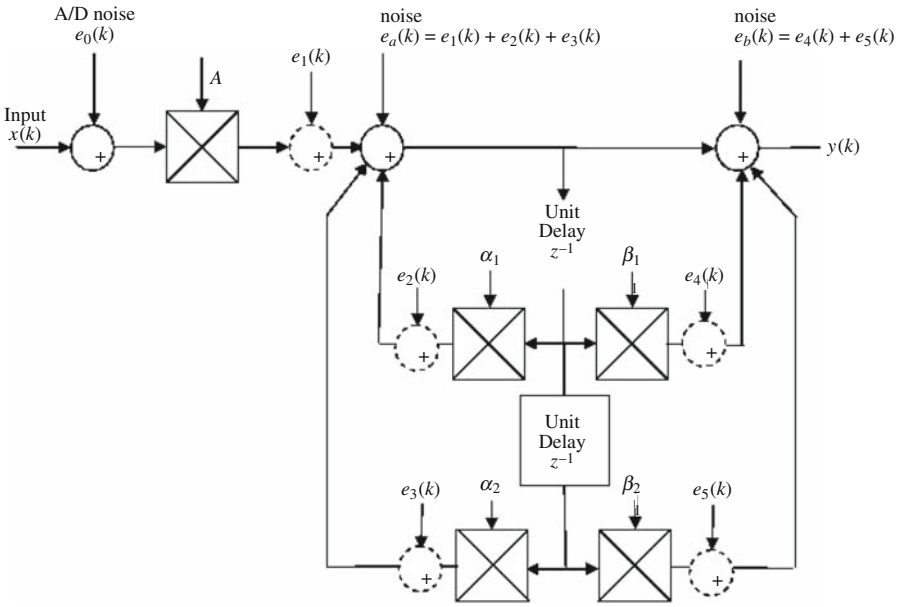 A/D noise
e₀(k)
noise
eₐ(k) = e₁(k) + e₂(k) + e₃(k)
noise
e_b(k) = e₄(k) + e₅(k)
e₁(k)
A
Input
x(k)
+
+
+
+
y(k)
Unit
Delay
z⁻¹
α₁
β₁
e₂(k)
e₄(k)
+
+
Unit
Delay
z⁻¹
e₃(k)
α₂
β₂
e₅(k)
+
+